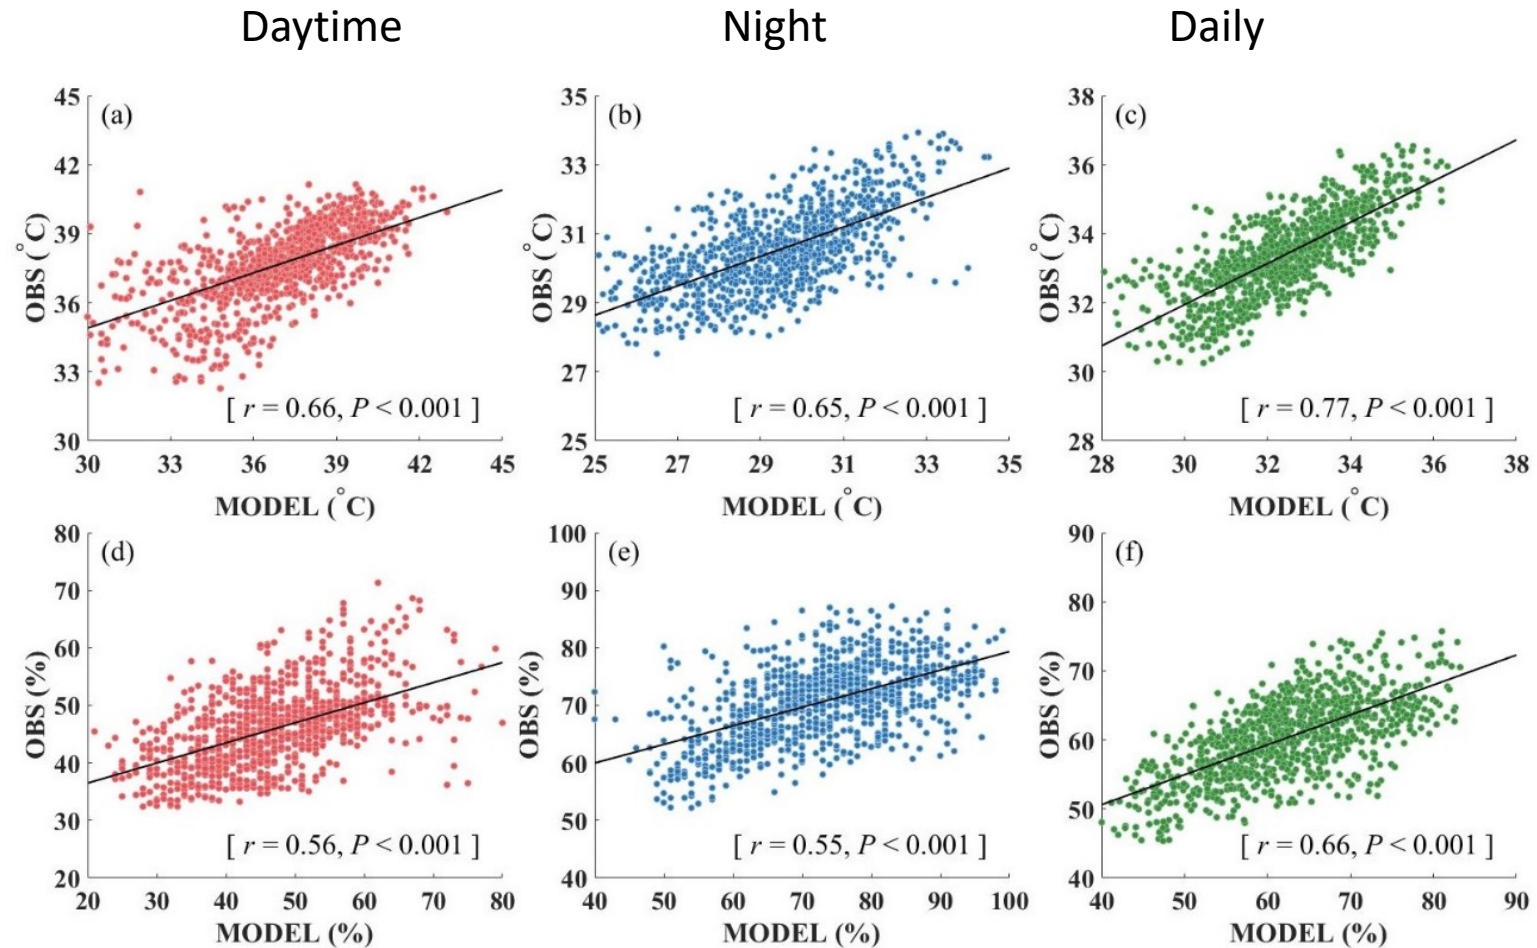 Daytime Night Daily
(a)
45
42
39
36
33
30
OBS (°C)
[ r = 0.66, P < 0.001 ]
30 33 36 39 42 45
MODEL (°C)
(b)
35
33
31
29
27
25
OBS (°C)
[ r = 0.65, P < 0.001 ]
25 27 29 31 33 35
MODEL (°C)
(c)
38
36
34
32
30
28
OBS (°C)
[ r = 0.77, P < 0.001 ]
28 30 32 34 36 38
MODEL (°C)
(d)
80
70
60
50
40
30
20
OBS (%)
[ r = 0.56, P < 0.001 ]
20 30 40 50 60 70 80
MODEL (%)
(e)
100
90
80
70
60
50
40
OBS (%)
[ r = 0.55, P < 0.001 ]
40 50 60 70 80 90 100
MODEL (%)
(f)
90
80
70
60
50
40
OBS (%)
[ r = 0.66, P < 0.001 ]
40 50 60 70 80 90
MODEL (%)